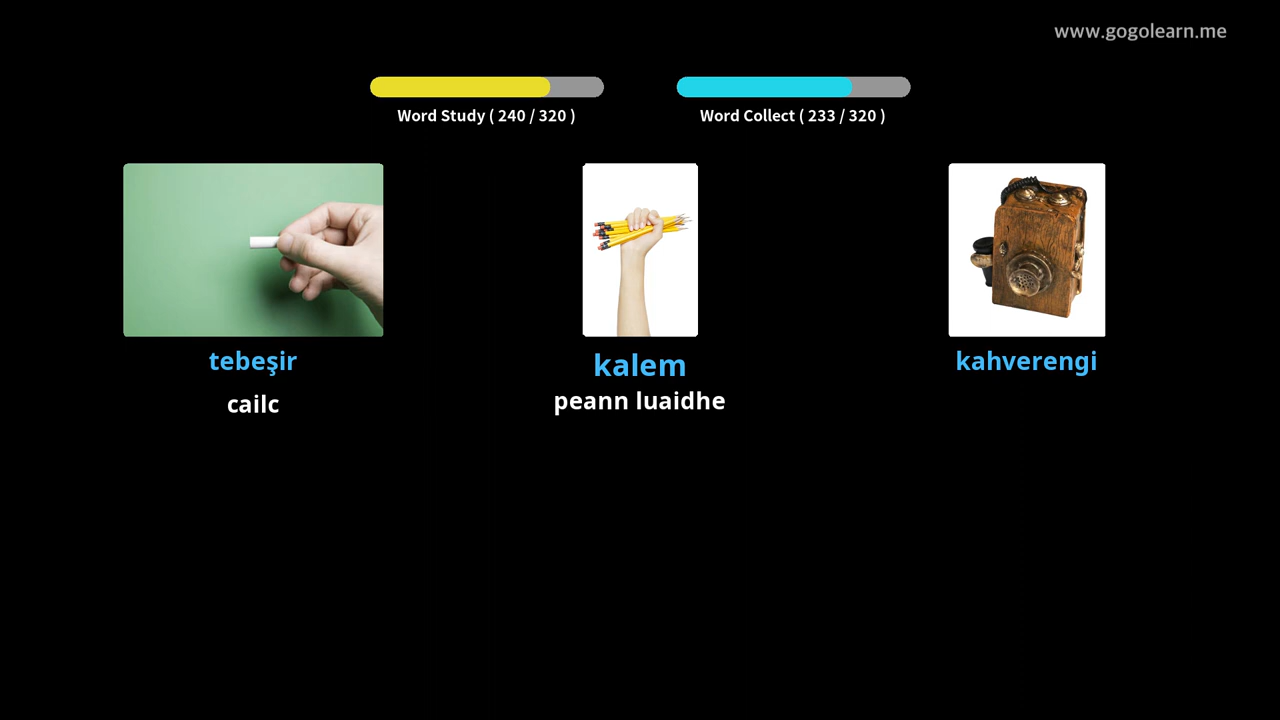 www.gogolearn.me
Word Study ( 240 / 320 )
Word Collect ( 233 / 320 )
tebeşir
kalem
kahverengi
cailc
peann luaidhe